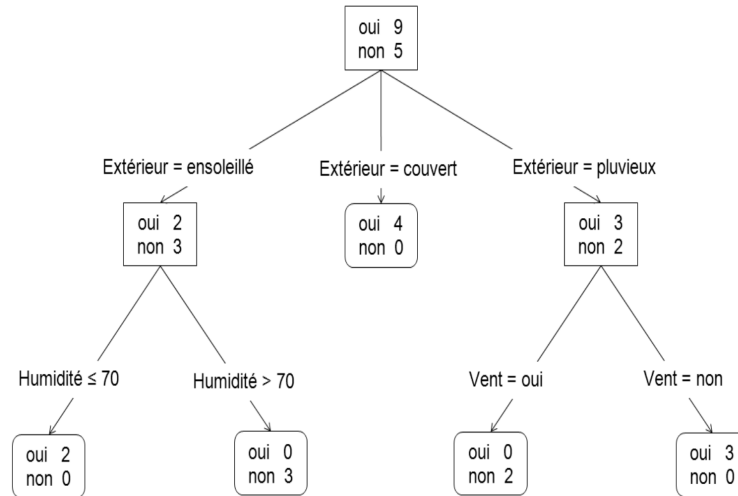 oui 9
non 5
Extérieur = ensoleillé
Extérieur = couvert
Extérieur = pluvieux
oui 2
non 3
oui 4
non 0
oui 3
non 2
Humidité ≤ 70
Humidité > 70
Vent = oui
Vent = non
oui 2
non 0
oui 0
non 3
oui 0
non 2
oui 3
non 0